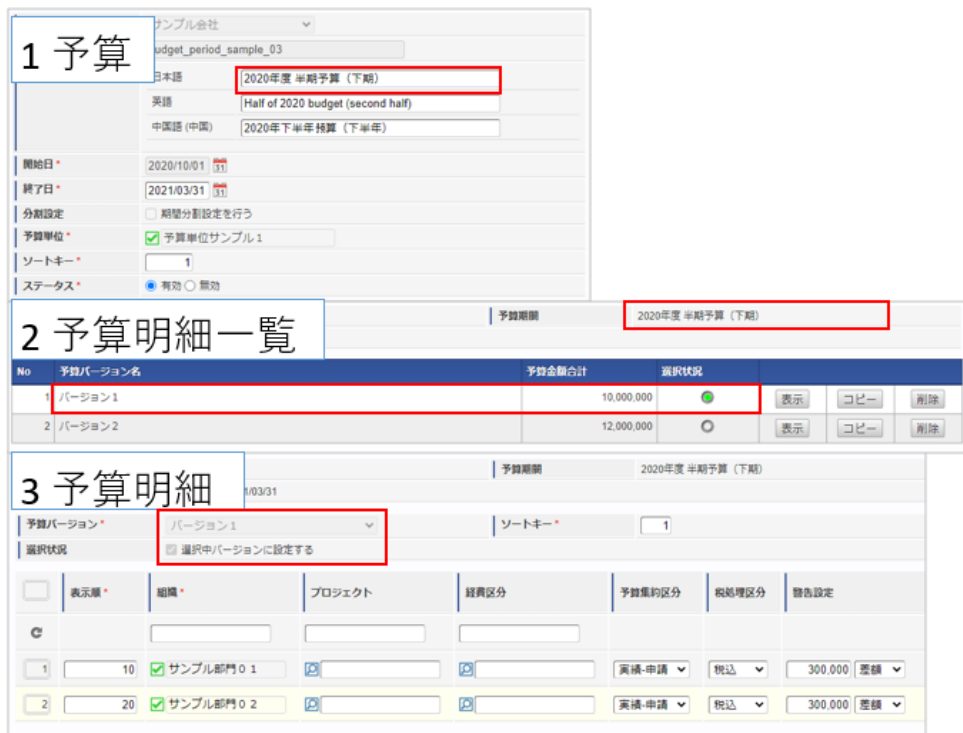 サンプル会社
1 予算
udget_period_sample_03
日本語 2020年度 半期予算（下期）
英語 Half of 2020 budget (second half)
中国語 (中国) 2020年下半年预算（下半年）
開始日* 2020/10/01
終了日* 2021/03/31
分割設定 期間分割設定を行う
予算単位* 予算単位サンプル１
ソートキー* 1
ステータス* 有効 無効
2 予算明細一覧
予算期間 2020年度 半期予算（下期）
No 予算バージョン名 予算金額合計 選択状況
1 バージョン１ 10,000,000 表示 コピー 削除
2 バージョン２ 12,000,000 表示 コピー 削除
3 予算明細
予算期間 2020年度 半期予算（下期）
1/03/31
予算バージョン* バージョン１ ソートキー* 1
選択状況 選択中バージョンに設定する
表示順* 組織* プロジェクト 経費区分 予算集約区分 税処理区分 警告設定
1 10 サンプル部門０１ 実績-申請 税込 300,000 差額
2 20 サンプル部門０２ 実績-申請 税込 300,000 差額